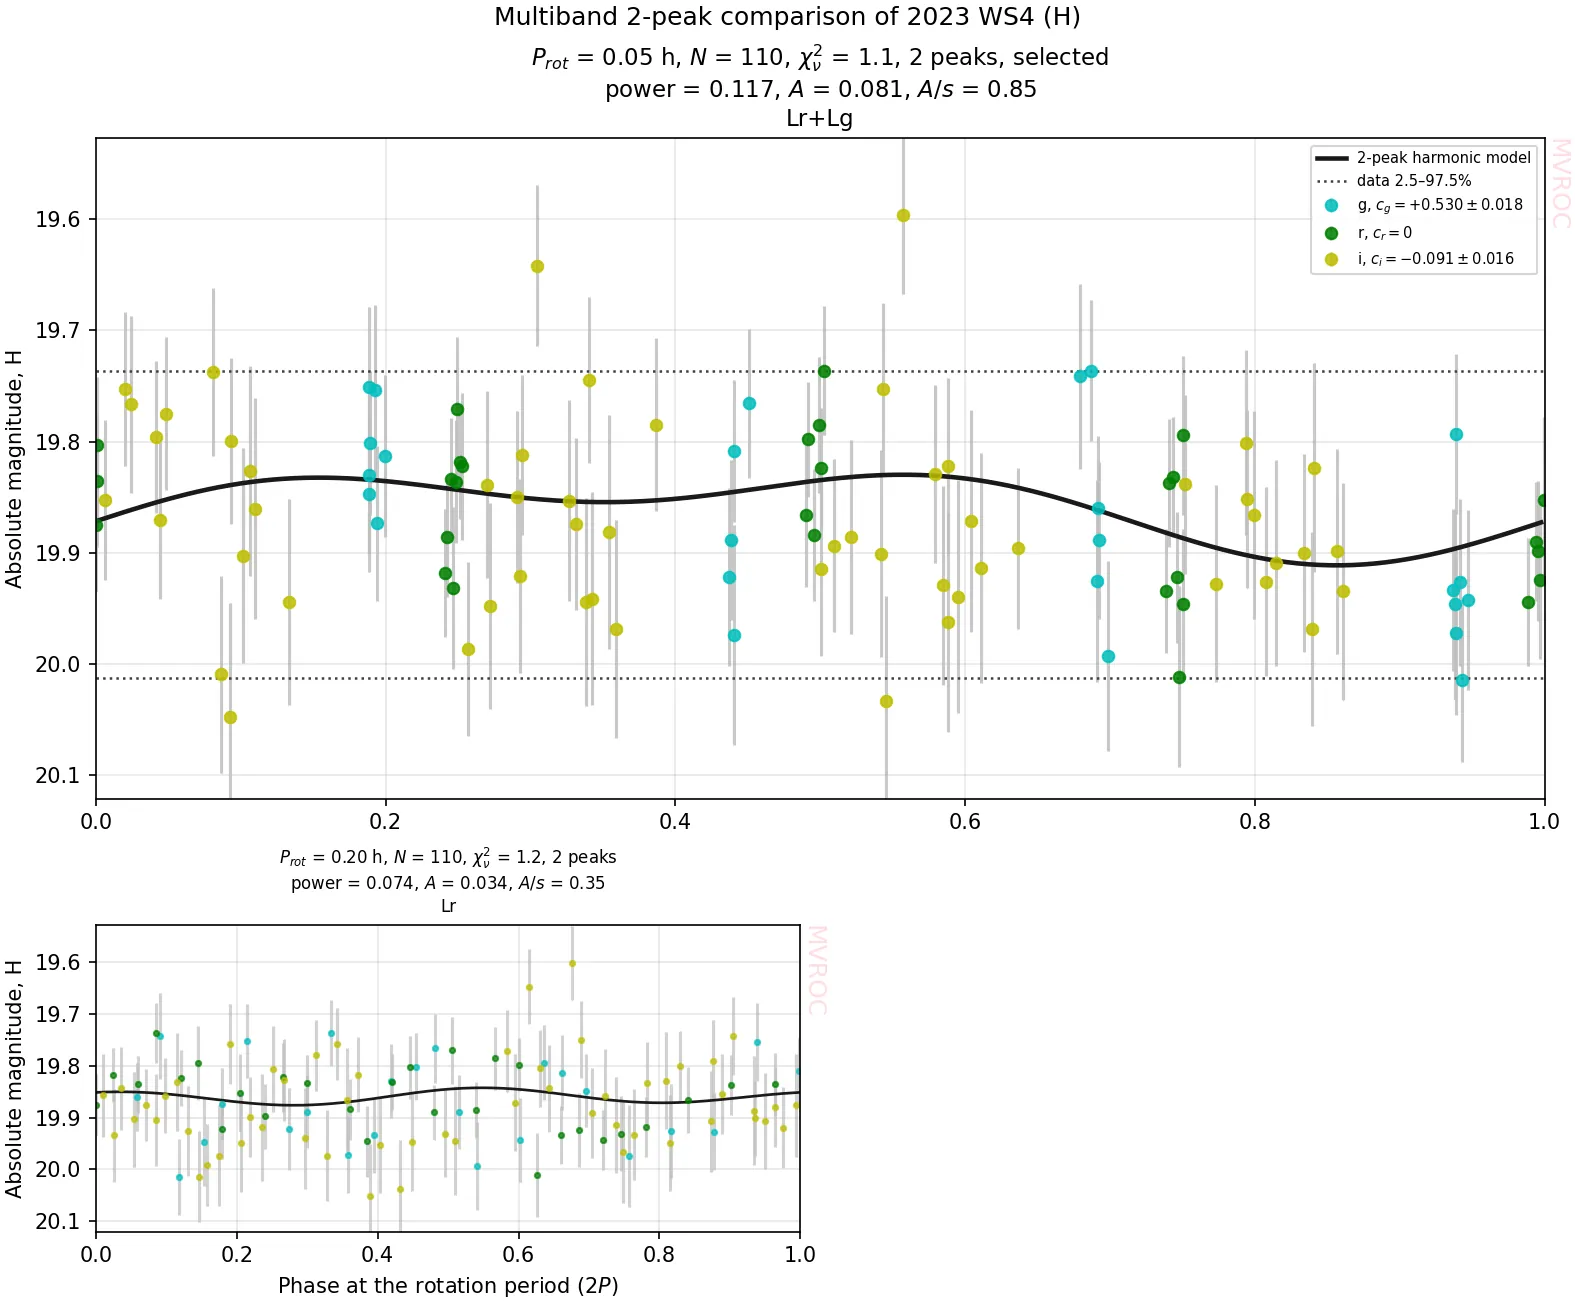 Multiband 2-peak comparison of 2023 WS4 (H)
P_rot = 0.05 h, N = 110, χ²_ν = 1.1, 2 peaks, selected
power = 0.117, A = 0.081, A/s = 0.85
Lr+Lg
MVROC
2-peak harmonic model
data 2.5–97.5%
g, c_g = +0.530 ± 0.018
r, c_r = 0
i, c_i = −0.091 ± 0.016
Absolute magnitude, H
19.6
19.7
19.8
19.9
20.0
20.1
0.0 0.2 0.4 0.6 0.8 1.0
P_rot = 0.20 h, N = 110, χ²_ν = 1.2, 2 peaks
power = 0.074, A = 0.034, A/s = 0.35
Lr
MVROC
Absolute magnitude, H
19.6
19.7
19.8
19.9
20.0
20.1
0.0 0.2 0.4 0.6 0.8 1.0
Phase at the rotation period (2P)